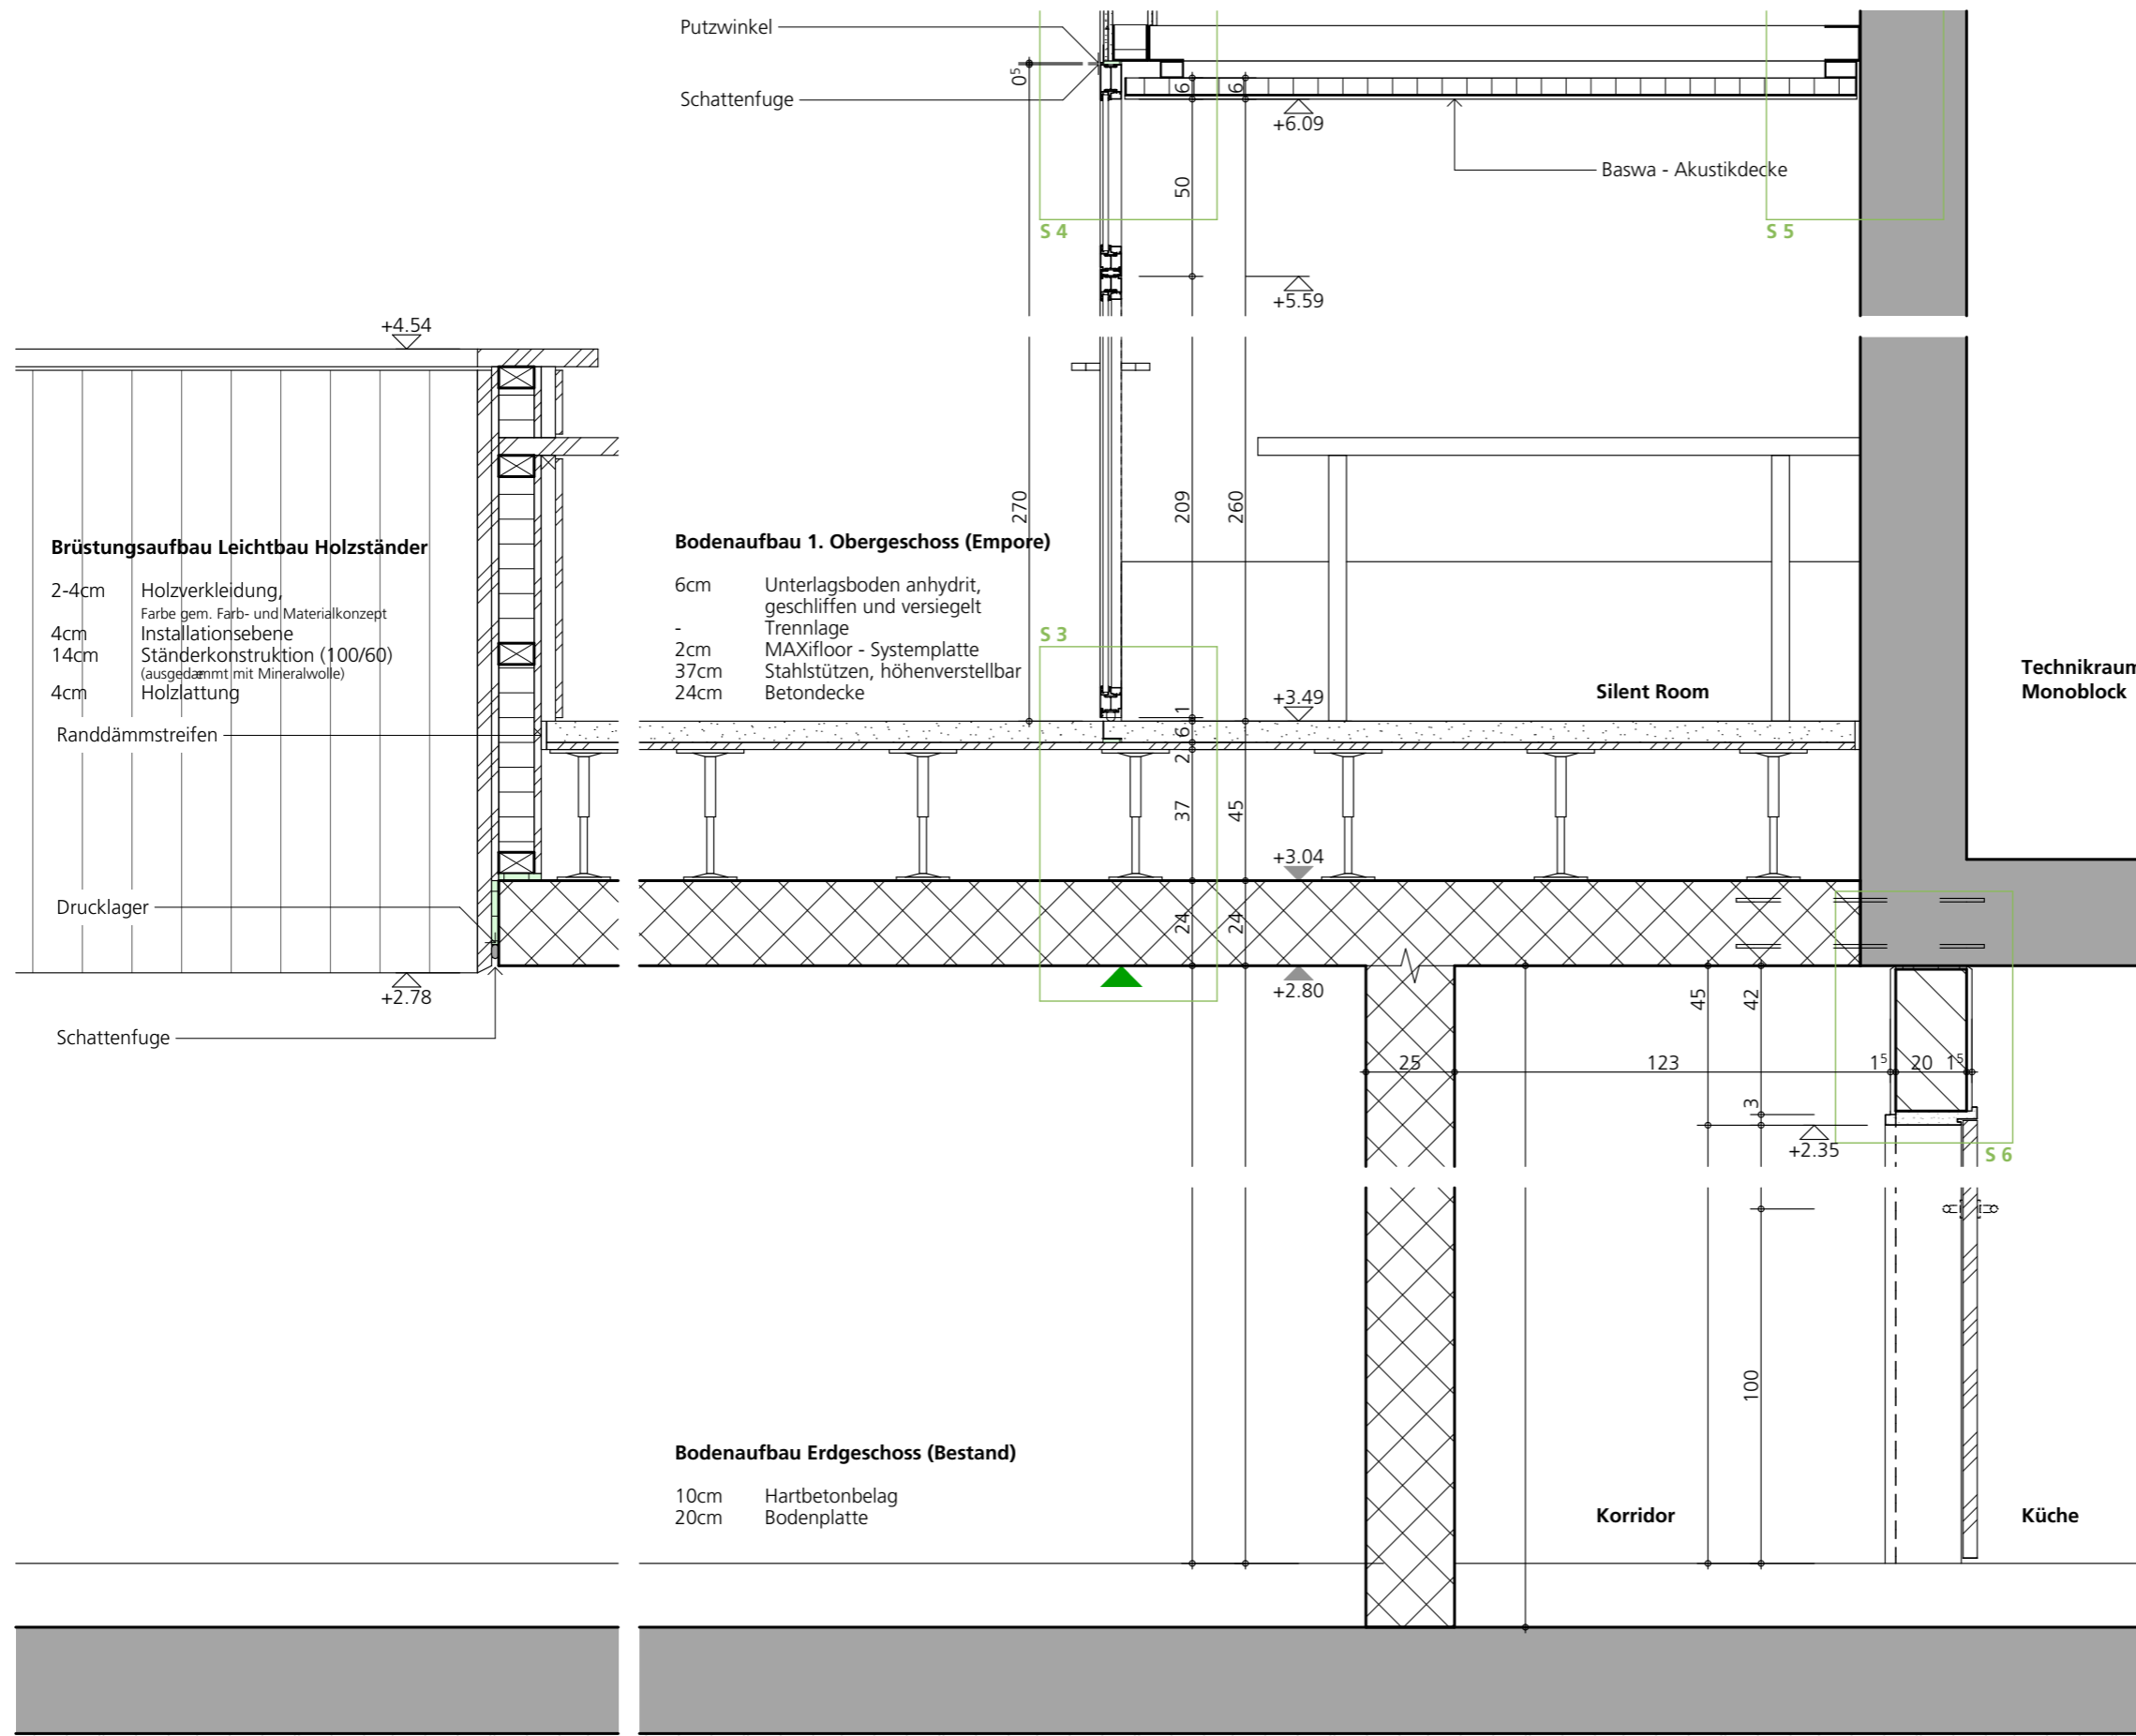 Putzwinkel
0⁵
Schattenfuge
6
6
+6.09
Baswa - Akustikdecke
50
S 4
S 5
+5.59
+4.54
270
209
260
Brüstungsaufbau Leichtbau Holzständer
2-4cm Holzverkleidung,
Farbe gem. Farb- und Materialkonzept
4cm Installationsebene
14cm Ständerkonstruktion (100/60)
(ausgedämmt mit Mineralwolle)
4cm Holzlattung
Randdämmstreifen
Bodenaufbau 1. Obergeschoss (Empore)
6cm Unterlagsboden anhydrit,
geschliffen und versiegelt
- Trennlage
2cm MAXifloor - Systemplatte
37cm Stahlstützen, höhenverstellbar
24cm Betondecke
S 3
+3.49
Silent Room
Technikraum
Monoblock
1
6
2
37
45
+3.04
Drucklager
24
24
+2.78
+2.80
45
42
Schattenfuge
25
123
1⁵
20
1⁵
3
+2.35
S 6
100
Bodenaufbau Erdgeschoss (Bestand)
10cm Hartbetonbelag
20cm Bodenplatte
Korridor
Küche